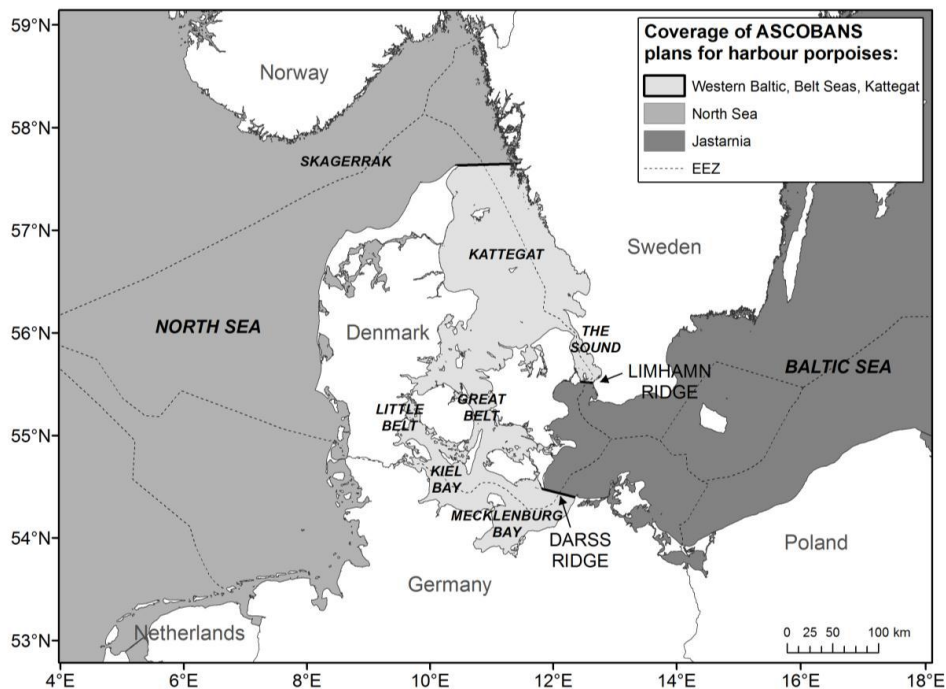 59°N
58°N
57°N
56°N
55°N
54°N
53°N
Coverage of ASCOBANS
plans for harbour porpoises:
Western Baltic, Belt Seas, Kattegat
North Sea
Jastarnia
EEZ
Norway
SKAGERRAK
KATTEGAT
Sweden
NORTH SEA
Denmark
THE
SOUND
LIMHAMN
RIDGE
BALTIC SEA
LITTLE
BELT
GREAT
BELT
KIEL
BAY
MECKLENBURG
BAY
DARSS
RIDGE
Poland
Germany
Netherlands
0 25 50 100 km
4°E 6°E 8°E 10°E 12°E 14°E 16°E 18°E